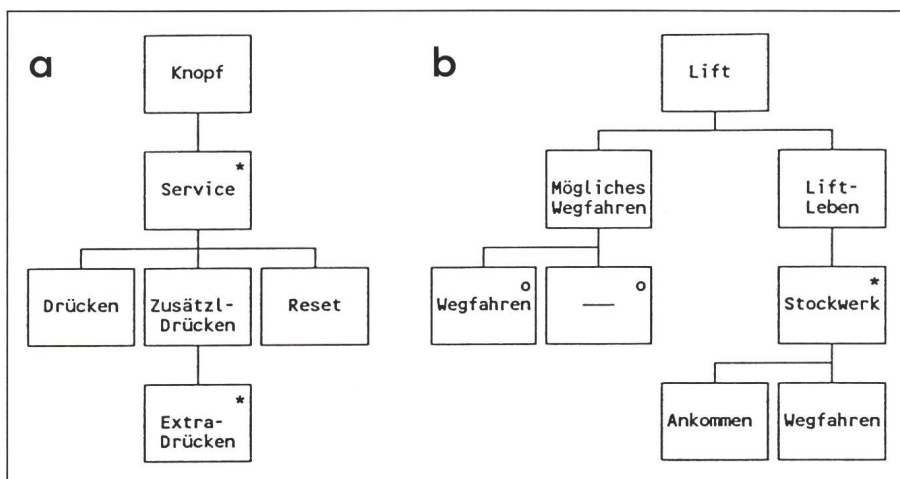 a
Knopf
*
Service
Drücken
Zusätzl-
Drücken
Reset
*
Extra-
Drücken
b
Lift
Mögliches
Wegfahren
Lift-
Leben
o
Wegfahren
o
—
*
Stockwerk
Ankommen
Wegfahren